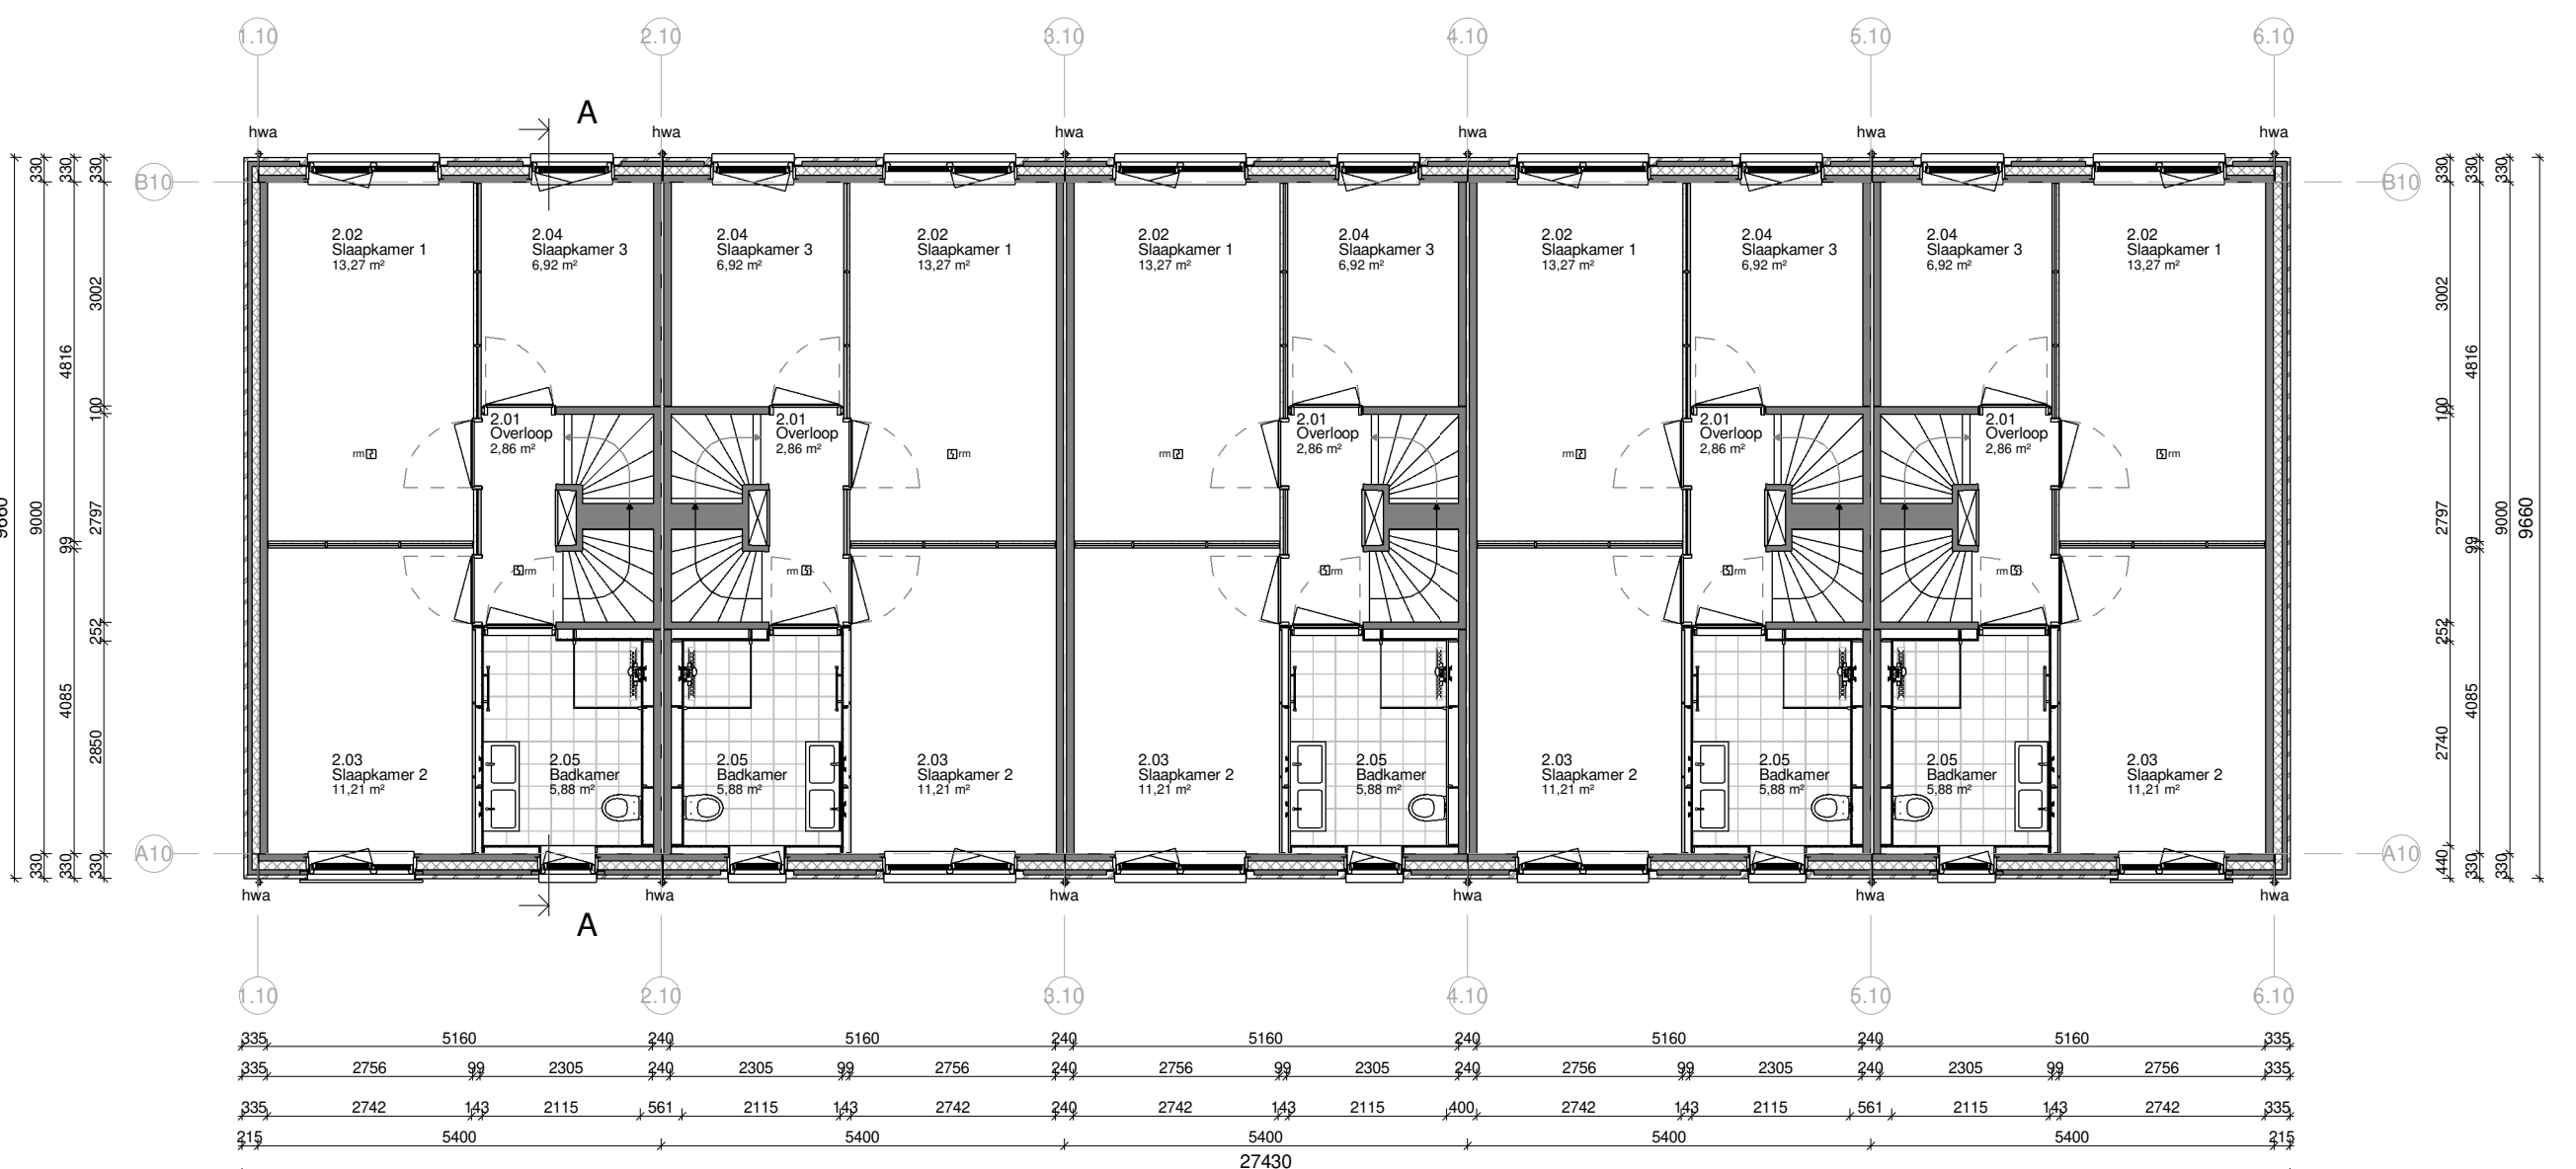 1.10 2.10 3.10 4.10 5.10 6.10
A
hwa hwa hwa hwa hwa hwa
B10 B10
330 330 330 330 330 330
2.02 2.04 2.04 2.02 2.02 2.04 2.02 2.04 2.04 2.02
Slaapkamer 1 Slaapkamer 3 Slaapkamer 3 Slaapkamer 1 Slaapkamer 1 Slaapkamer 3 Slaapkamer 1 Slaapkamer 3 Slaapkamer 3 Slaapkamer 1
13,27 m² 6,92 m² 6,92 m² 13,27 m² 13,27 m² 6,92 m² 13,27 m² 6,92 m² 6,92 m² 13,27 m²
3002 3002
4816 4816
100 100
2.01 2.01 2.01 2.01 2.01
Overloop Overloop Overloop Overloop Overloop
2,86 m² 2,86 m² 2,86 m² 2,86 m² 2,86 m²
rm rm rm rm rm
9660 9000 2797 2797 9000 9660
99 99
rm rm rm rm rm
252 252
4085 4085
2850 2740
2.03 2.05 2.05 2.03 2.03 2.05 2.03 2.05 2.05 2.03
Slaapkamer 2 Badkamer Badkamer Slaapkamer 2 Slaapkamer 2 Badkamer Slaapkamer 2 Badkamer Badkamer Slaapkamer 2
11,21 m² 5,88 m² 5,88 m² 11,21 m² 11,21 m² 5,88 m² 11,21 m² 5,88 m² 5,88 m² 11,21 m²
A10 A10
330 330 330 440 330 330
hwa hwa hwa hwa hwa hwa
A
1.10 2.10 3.10 4.10 5.10 6.10
335 5160 240 5160 240 5160 240 5160 240 5160 335
335 2756 99 2305 240 2305 99 2756 240 2756 99 2305 240 2756 99 2305 240 2305 99 2756 335
335 2742 143 2115 561 2115 143 2742 240 2742 143 2115 400 2742 143 2115 561 2115 143 2742 335
215 5400 5400 5400 5400 5400 215
27430